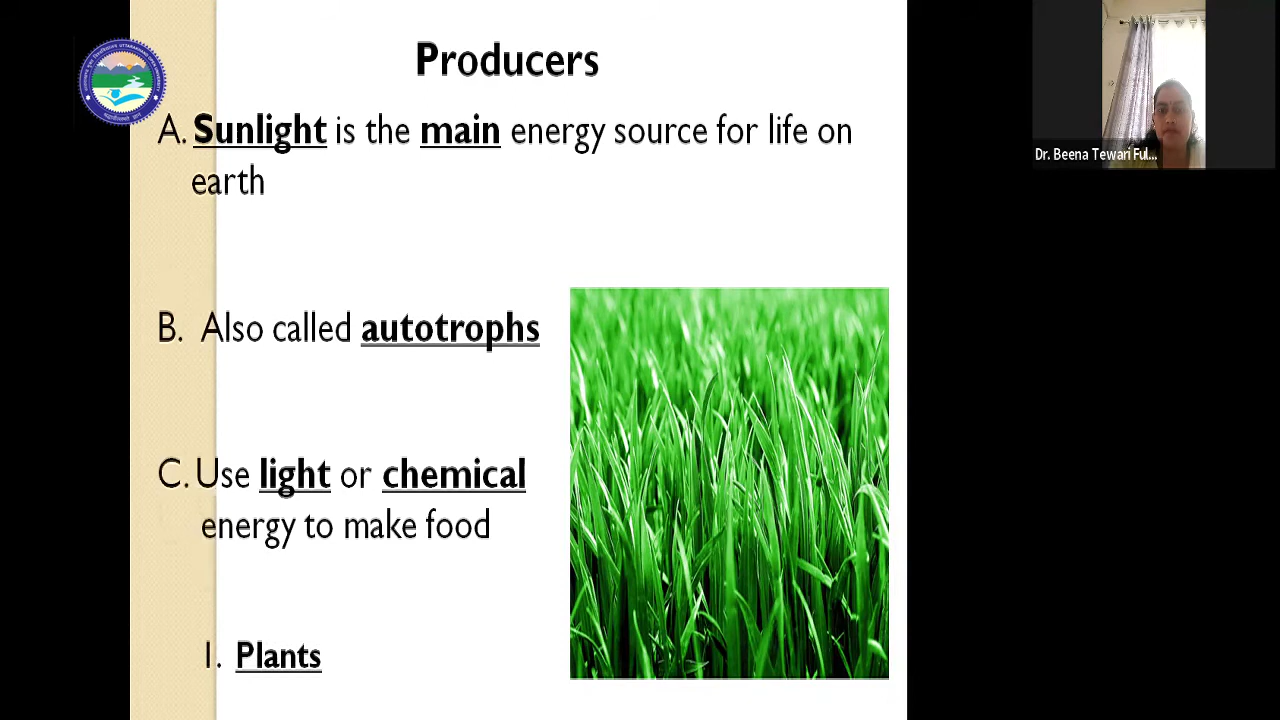 Producers
A. Sunlight is the main energy source for life on
earth
B. Also called autotrophs
C. Use light or chemical
energy to make food
1. Plants
Dr. Beena Tewari Ful...